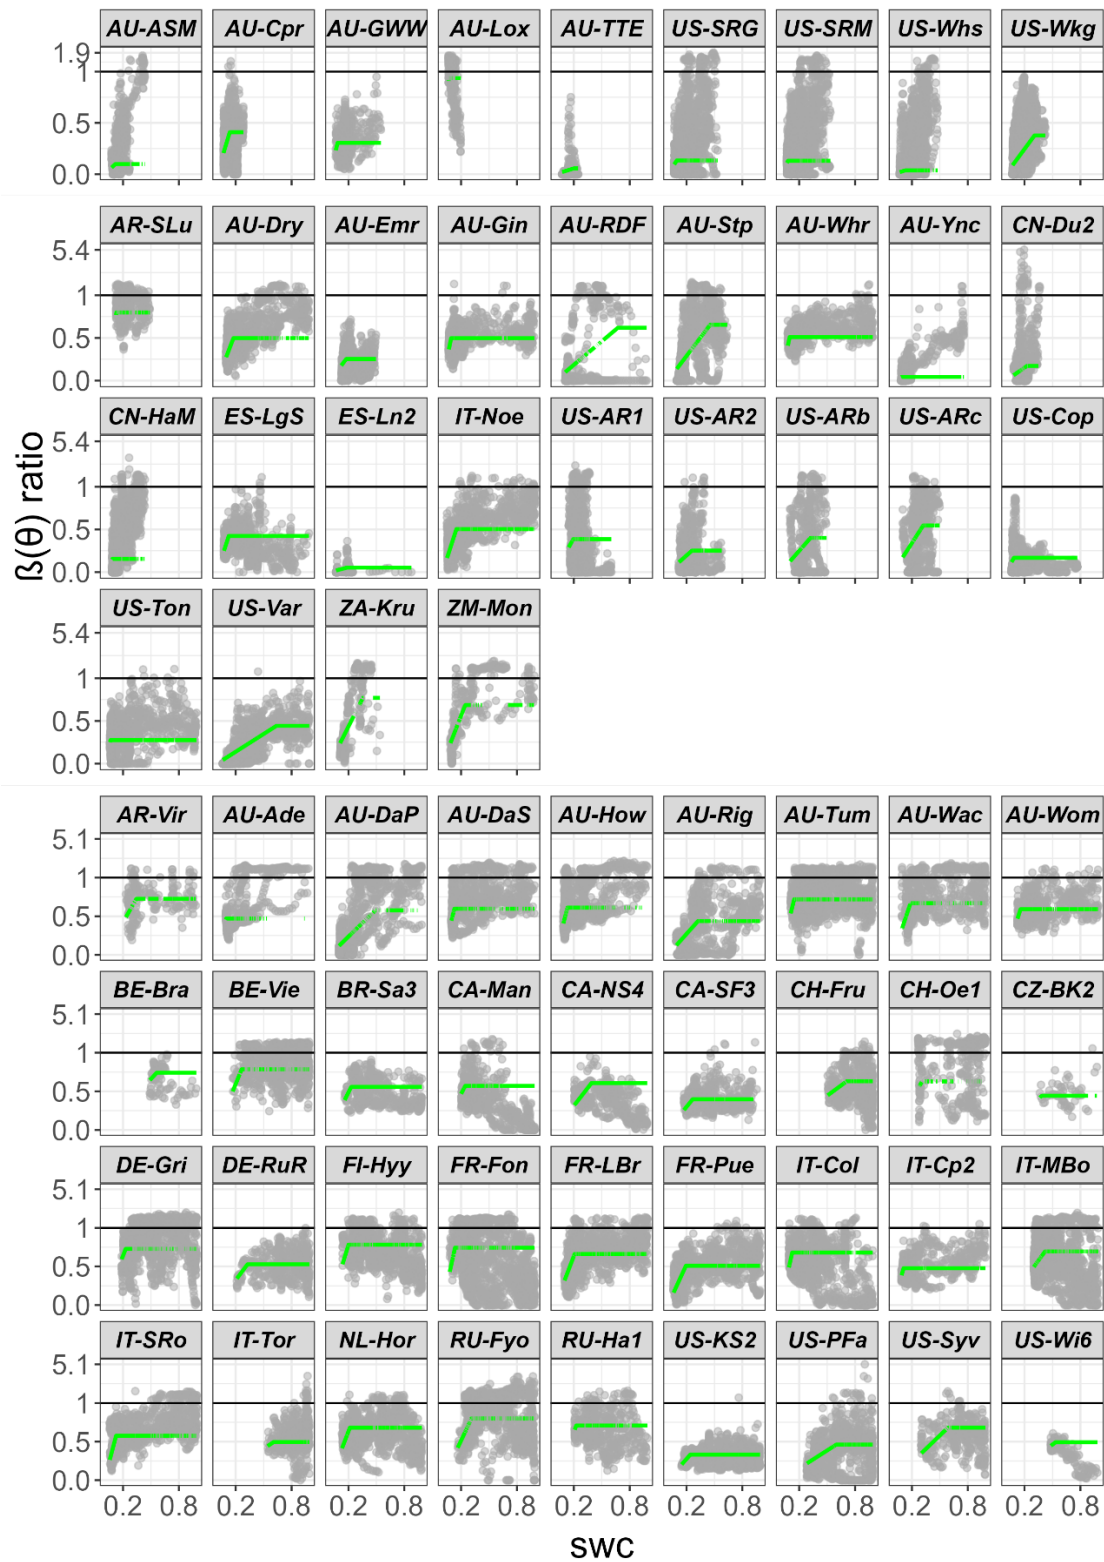 AU-ASM AU-Cpr AU-GWW AU-Lox AU-TTE US-SRG US-SRM US-Whs US-Wkg
1.9
1
0.5
0.0
AR-SLu AU-Dry AU-Emr AU-Gin AU-RDF AU-Stp AU-Whr AU-Ync CN-Du2
5.4
1
0.5
0.0
CN-HaM ES-LgS ES-Ln2 IT-Noe US-AR1 US-AR2 US-ARb US-ARc US-Cop
5.4
1
0.5
0.0
ß(θ) ratio
US-Ton US-Var ZA-Kru ZM-Mon
5.4
1
0.5
0.0
AR-Vir AU-Ade AU-DaP AU-DaS AU-How AU-Rig AU-Tum AU-Wac AU-Wom
5.1
1
0.5
0.0
BE-Bra BE-Vie BR-Sa3 CA-Man CA-NS4 CA-SF3 CH-Fru CH-Oe1 CZ-BK2
5.1
1
0.5
0.0
DE-Gri DE-RuR FI-Hyy FR-Fon FR-LBr FR-Pue IT-Col IT-Cp2 IT-MBo
5.1
1
0.5
0.0
IT-SRo IT-Tor NL-Hor RU-Fyo RU-Ha1 US-KS2 US-PFa US-Syv US-Wi6
5.1
1
0.5
0.0
0.2 0.8 0.2 0.8 0.2 0.8 0.2 0.8 0.2 0.8 0.2 0.8 0.2 0.8 0.2 0.8 0.2 0.8
swc